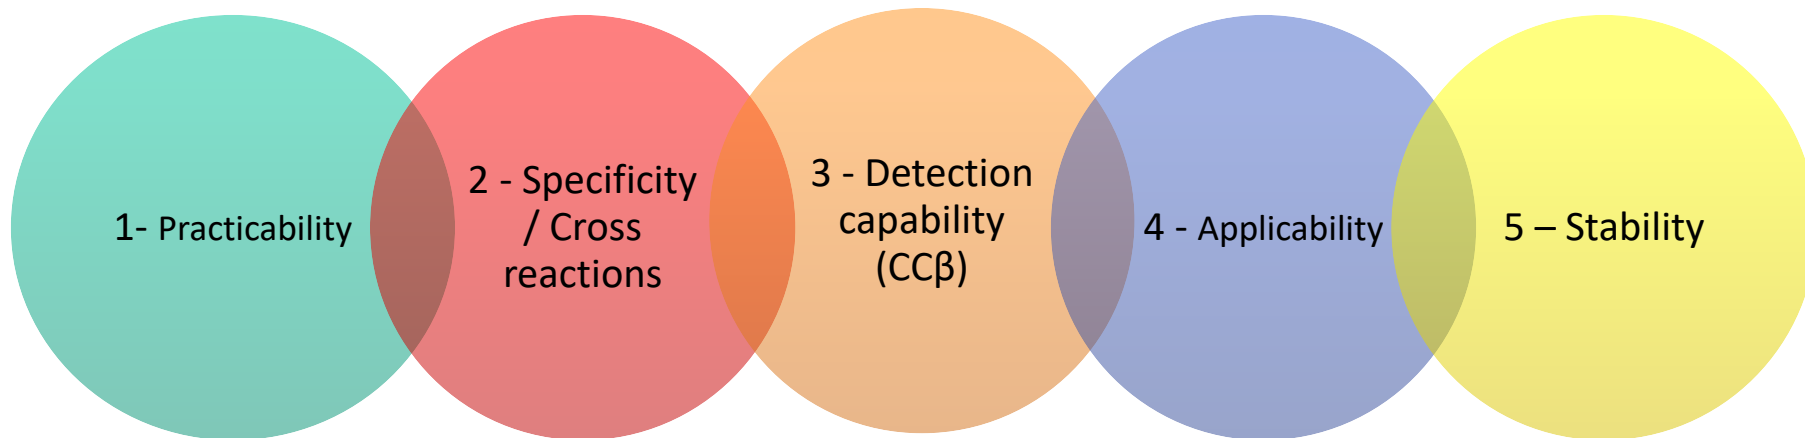 1- Practicability
2 - Specificity
/ Cross
reactions
3 - Detection
capability
(CCβ)
4 - Applicability
5 – Stability